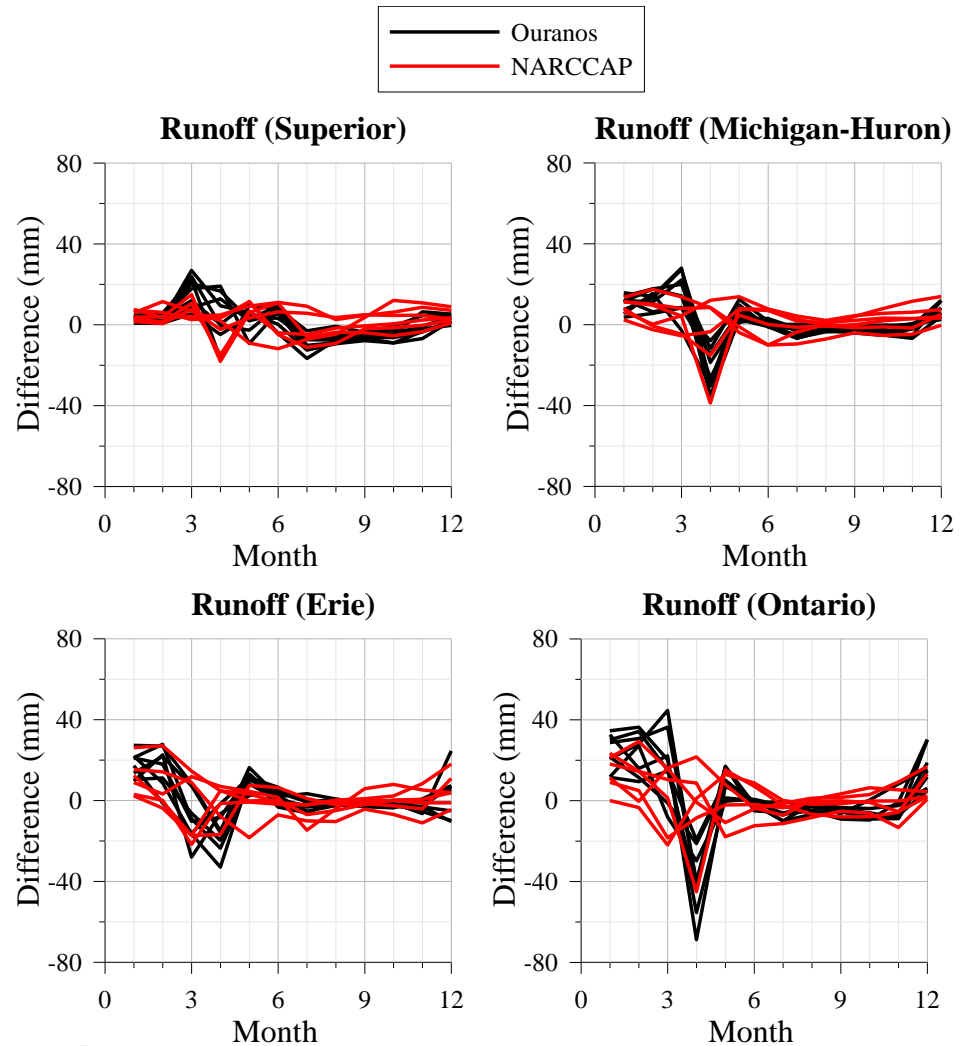 Ouranos
NARCCAP
Runoff (Superior)
80
40
0
-40
-80
Difference (mm)
0 3 6 9 12
Month
Runoff (Michigan-Huron)
80
40
0
-40
-80
Difference (mm)
0 3 6 9 12
Month
Runoff (Erie)
80
40
0
-40
-80
Difference (mm)
0 3 6 9 12
Month
Runoff (Ontario)
80
40
0
-40
-80
Difference (mm)
0 3 6 9 12
Month